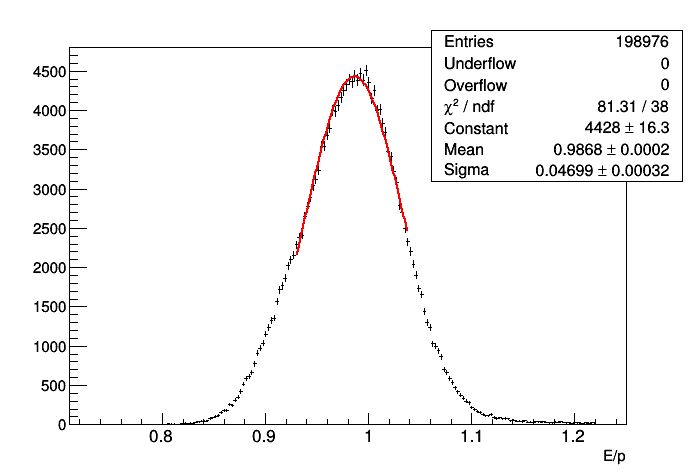 Entries 198976
Underflow 0
Overflow 0
χ² / ndf 81.31 / 38
Constant 4428 ± 16.3
Mean 0.9868 ± 0.0002
Sigma 0.04699 ± 0.00032
4500
4000
3500
3000
2500
2000
1500
1000
500
0
0.8 0.9 1 1.1 1.2
E/p